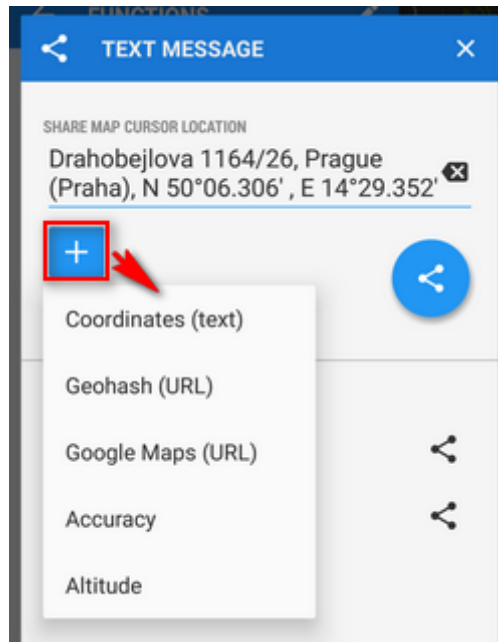 FUNCTIONS
TEXT MESSAGE
SHARE MAP CURSOR LOCATION
Drahobejlova 1164/26, Prague
(Praha), N 50°06.306' , E 14°29.352'
Coordinates (text)
Geohash (URL)
Google Maps (URL)
Accuracy
Altitude